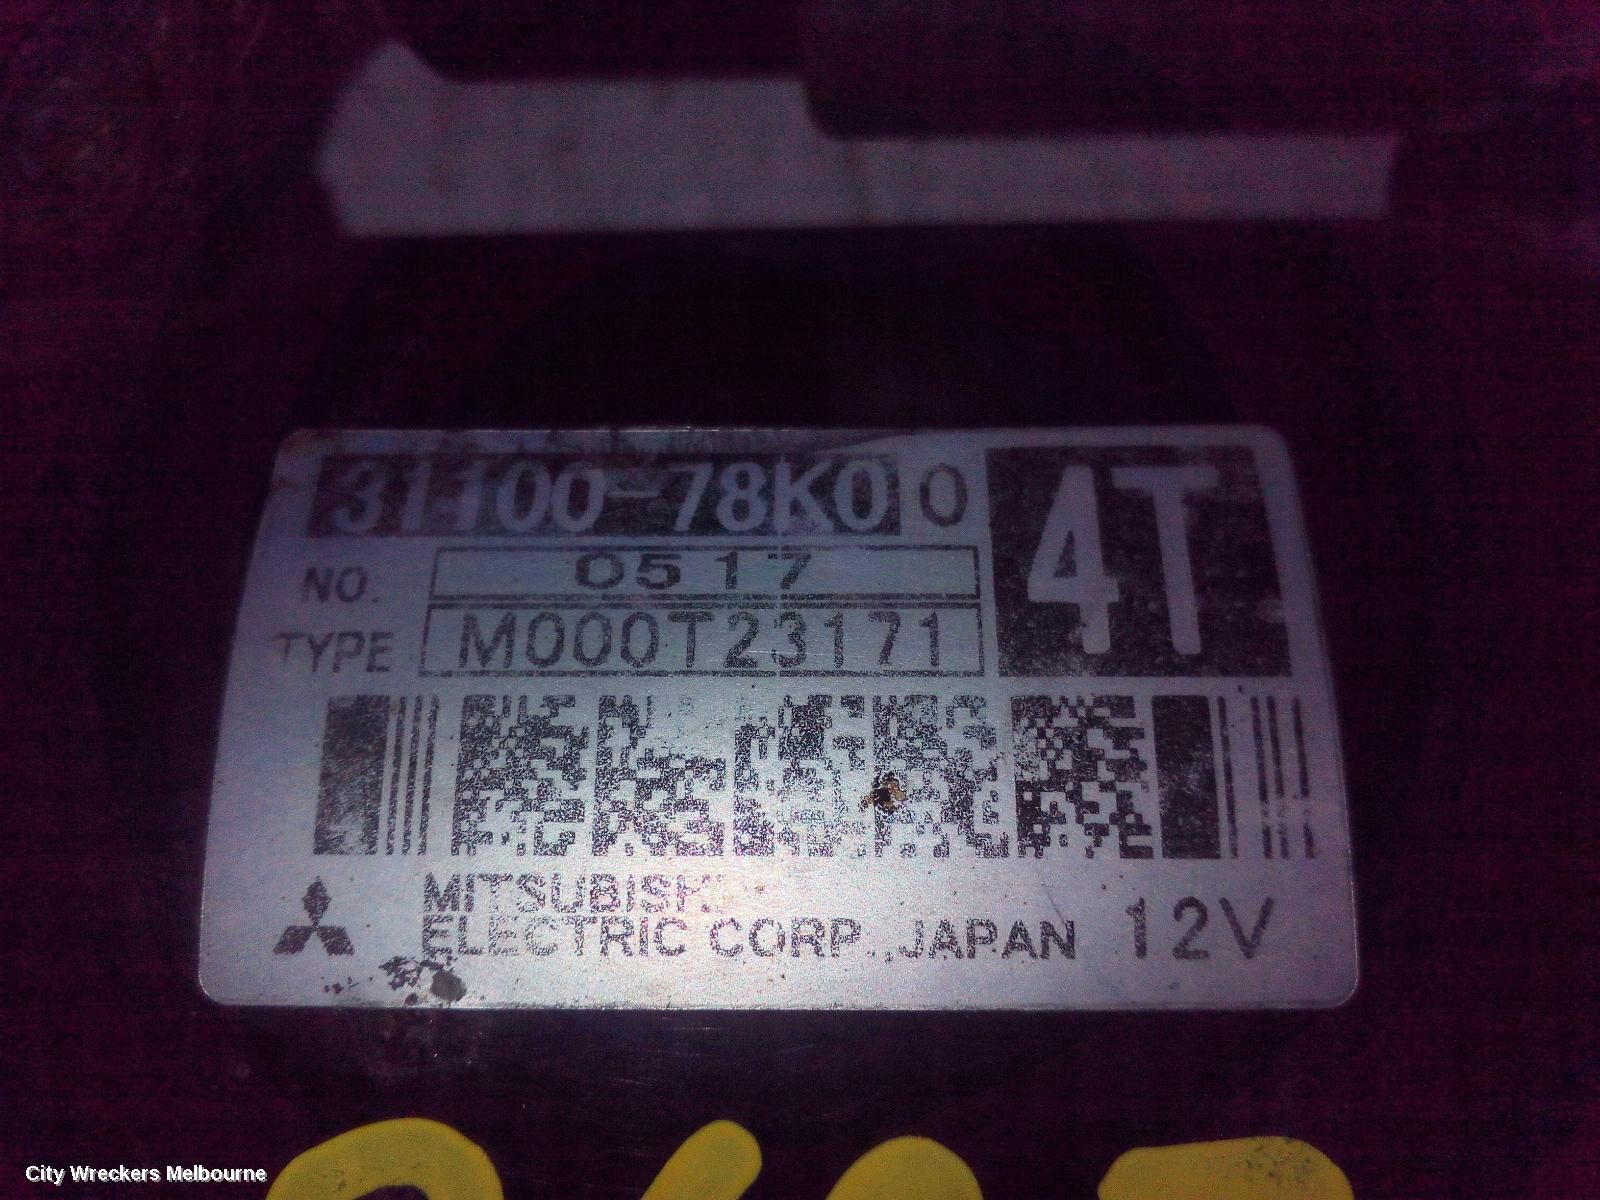 31100-78K0 0
4T
NO. 0517
TYPE M000T23171
MITSUBISHI
ELECTRIC CORP., JAPAN 12V
City Wreckers Melbourne